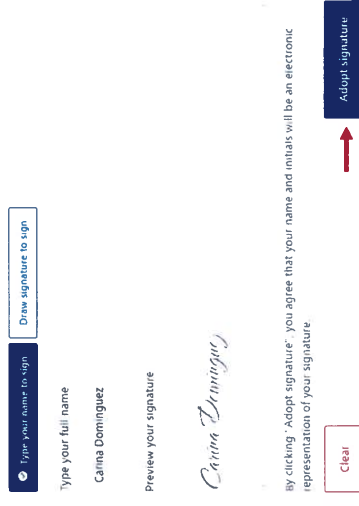 Type your name to sign
Draw signature to sign
Type your full name
Carina Dominguez
Preview your signature
Carina Dominguez
By clicking "Adopt signature", you agree that your name and initials will be an electronic
representation of your signature
Clear
Adopt signature